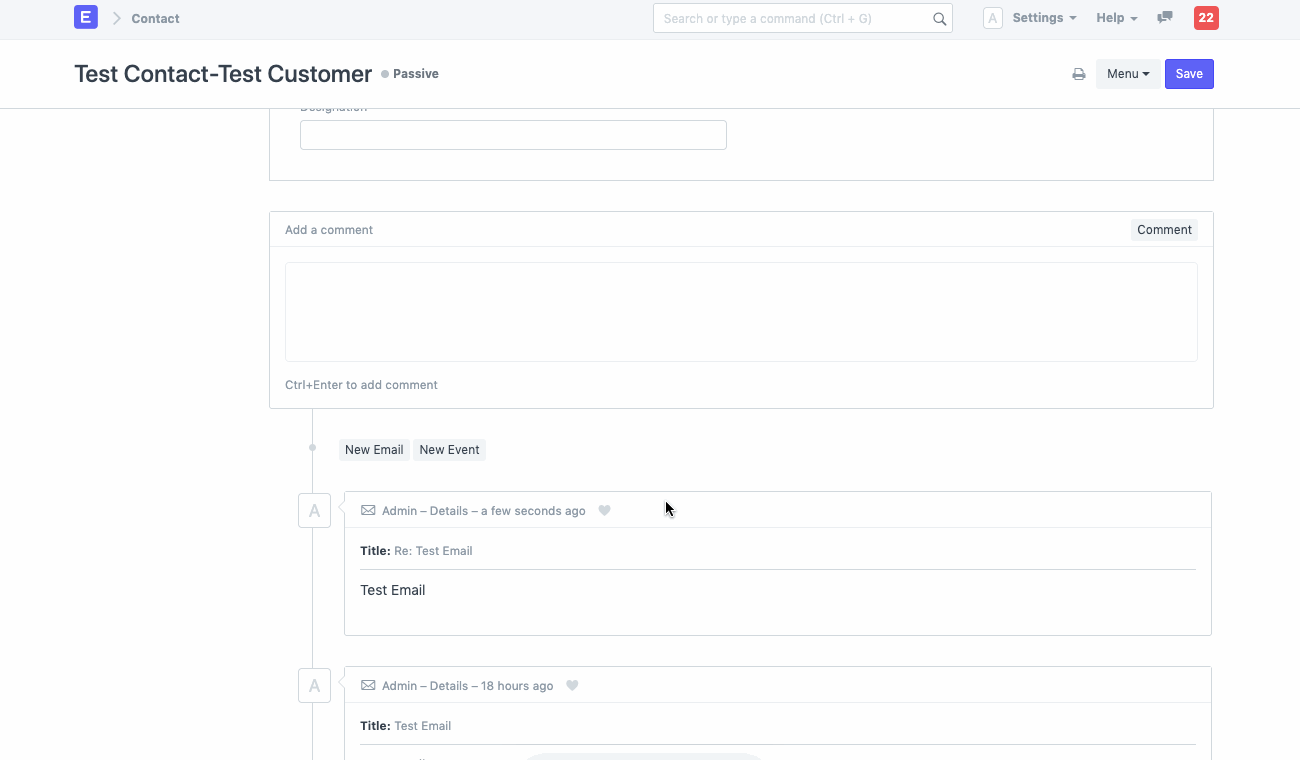 E
Contact
Search or type a command (Ctrl + G)
A
Settings
Help
22
Test Contact-Test Customer
Passive
Menu
Save
Designation
Add a comment
Comment
Ctrl+Enter to add comment
New Email
New Event
A
Admin – Details – a few seconds ago
Title: Re: Test Email
Test Email
A
Admin – Details – 18 hours ago
Title: Test Email